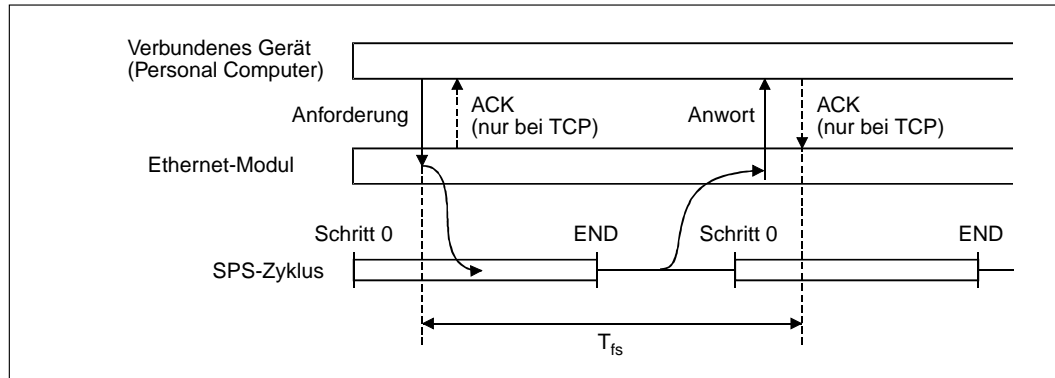 Verbundenes Gerät
(Personal Computer)
Anforderung
ACK
(nur bei TCP)
Anwort
ACK
(nur bei TCP)
Ethernet-Modul
Schritt 0
END
Schritt 0
END
SPS-Zyklus
Tfs